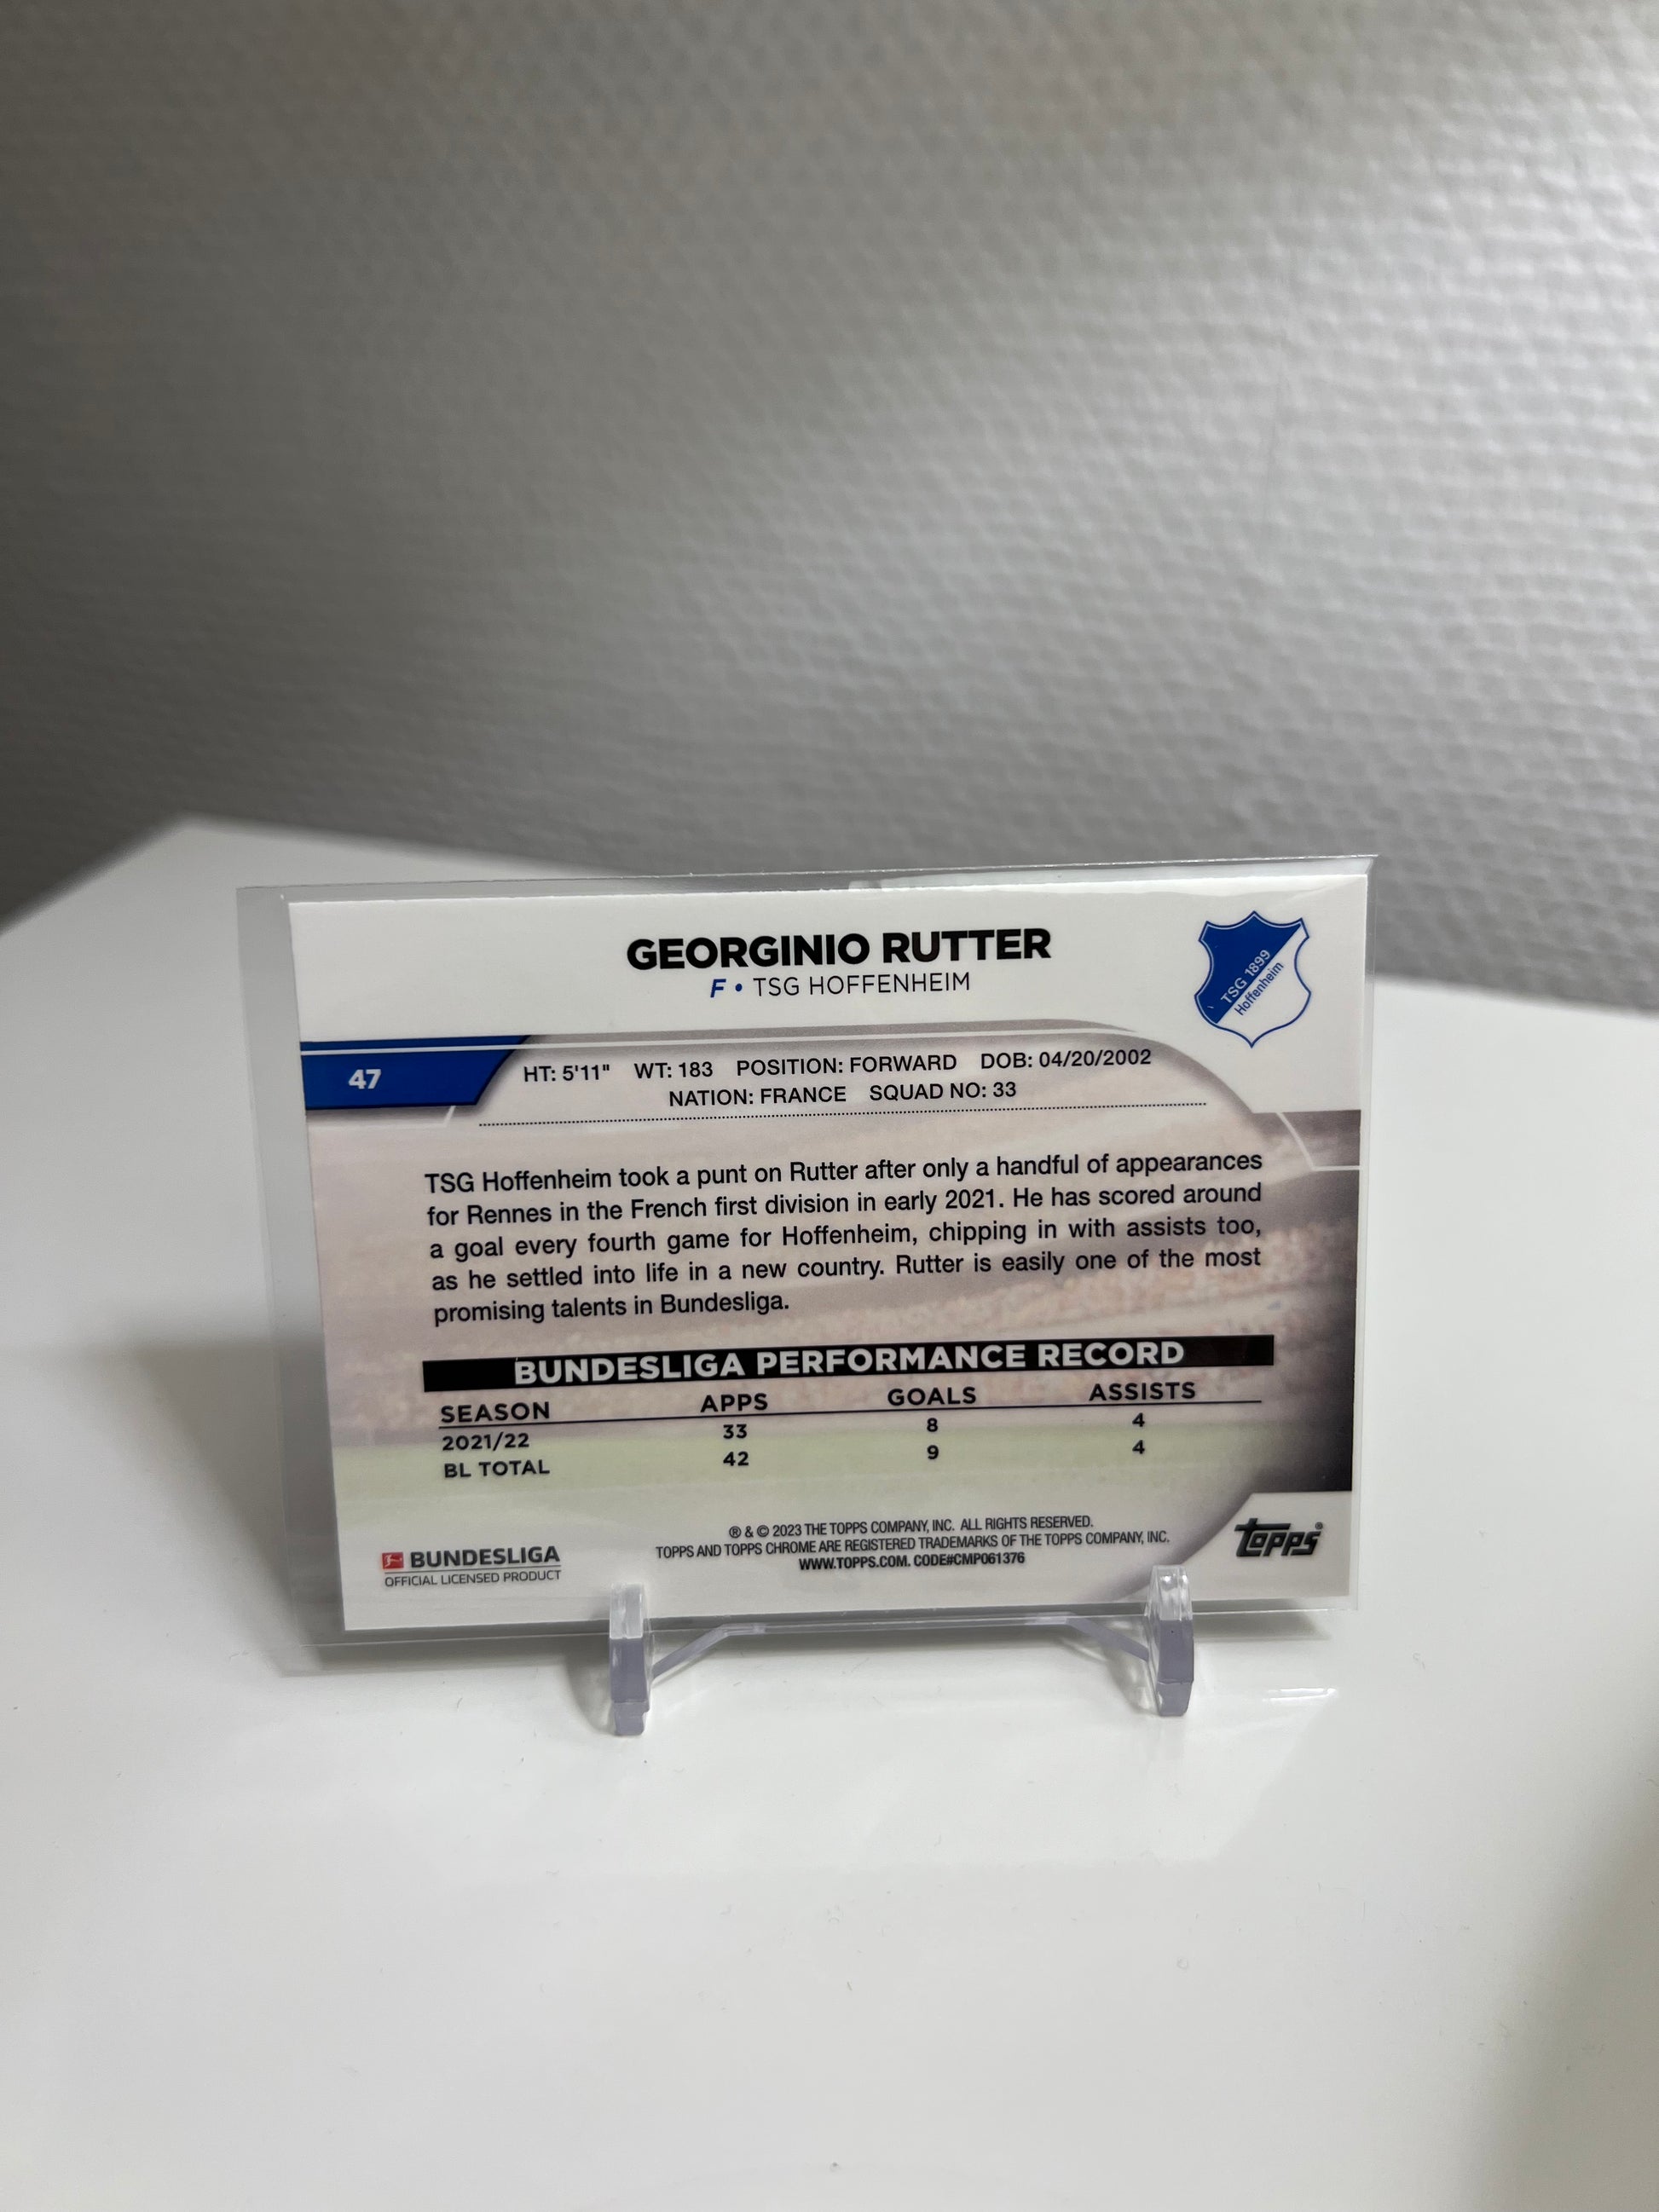 GEORGINIO RUTTER
F • TSG HOFFENHEIM
TSG 1899
Hoffenheim
47
HT: 5'11" WT: 183 POSITION: FORWARD DOB: 04/20/2002
NATION: FRANCE SQUAD NO: 33
TSG Hoffenheim took a punt on Rutter after only a handful of appearances
for Rennes in the French first division in early 2021. He has scored around
a goal every fourth game for Hoffenheim, chipping in with assists too,
as he settled into life in a new country. Rutter is easily one of the most
promising talents in Bundesliga.
BUNDESLIGA PERFORMANCE RECORD
SEASON APPS GOALS ASSISTS
2021/22 33 8 4
BL TOTAL 42 9 4
® & © 2023 THE TOPPS COMPANY, INC. ALL RIGHTS RESERVED.
TOPPS AND TOPPS CHROME ARE REGISTERED TRADEMARKS OF THE TOPPS COMPANY, INC.
WWW.TOPPS.COM. CODE#CMP061376
BUNDESLIGA
OFFICIAL LICENSED PRODUCT
topps®